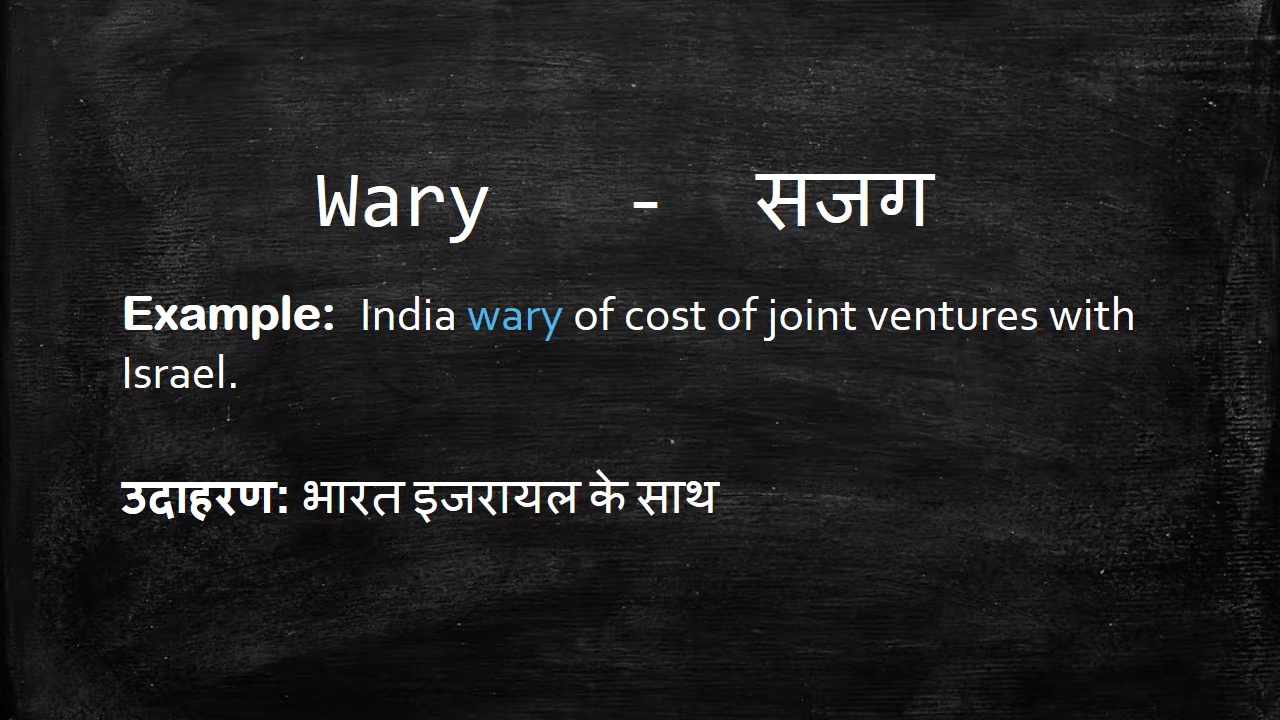 Wary - सजग
Example: India wary of cost of joint ventures with
Israel.
उदाहरण: भारत इजरायल के साथ